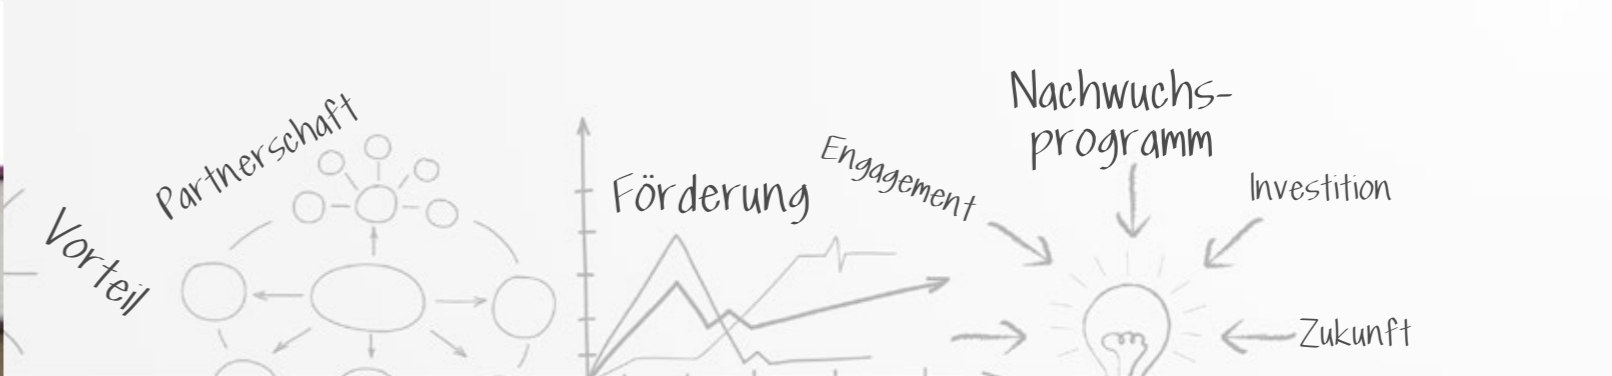 Vorteil
Partnerschaft
Förderung
Engagement
Nachwuchs-
programm
Investition
Zukunft